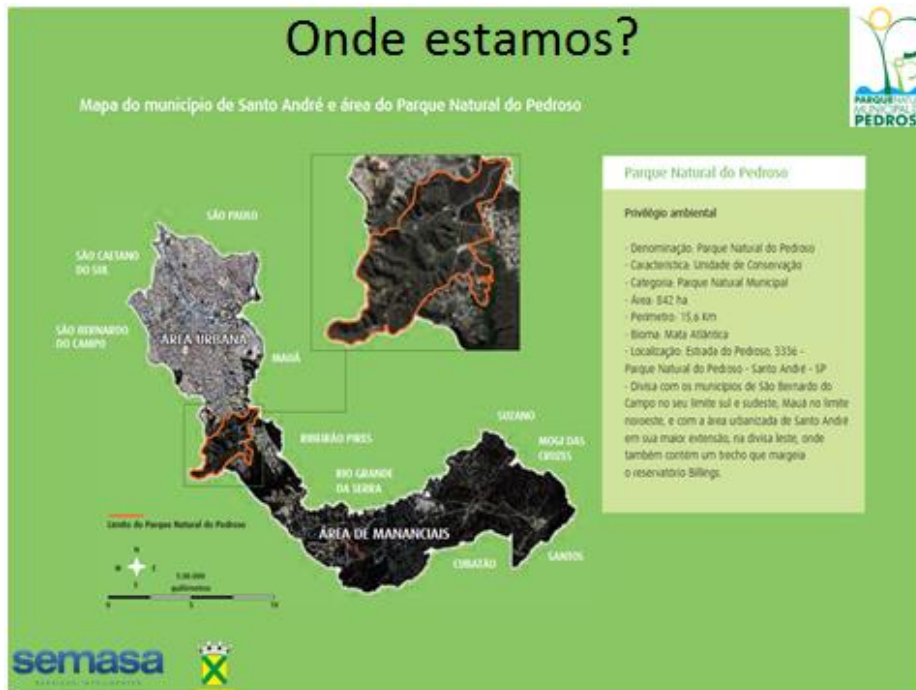 Onde estamos?
PARQUE NATURAL
MUNICIPAL
PEDROS
Mapa do município de Santo André e área do Parque Natural do Pedroso
SÃO PAULO
SÃO CAETANO
DO SUL
SÃO BERNARDO
DO CAMPO
ÁREA URBANA
MAUÁ
RIBEIRÃO PIRES
RIO GRANDE
DA SERRA
SUZANO
MOGI DAS
CRUZES
ÁREA DE MANANCIAIS
CUBATÃO
SANTOS
Limite do Parque Natural do Pedroso
N
W E
S
quilômetros
0 5 10
Parque Natural do Pedroso
Privilégio ambiental
- Denominação: Parque Natural do Pedroso
- Característica: Unidade de Conservação
- Categoria: Parque Natural Municipal
- Área: 842 ha
- Perímetro: 15,6 Km
- Bioma: Mata Atlântica
- Localização: Estrada do Pedroso, 3336 -
Parque Natural do Pedroso - Santo André - SP
- Divisa com os municípios de São Bernardo do
Campo no seu limite sul e sudeste, Mauá no limite
noroeste, e com a área urbanizada de Santo André
em sua maior extensão, na divisa leste, onde
também contém um trecho que margeia
o reservatório Billings.
semasa